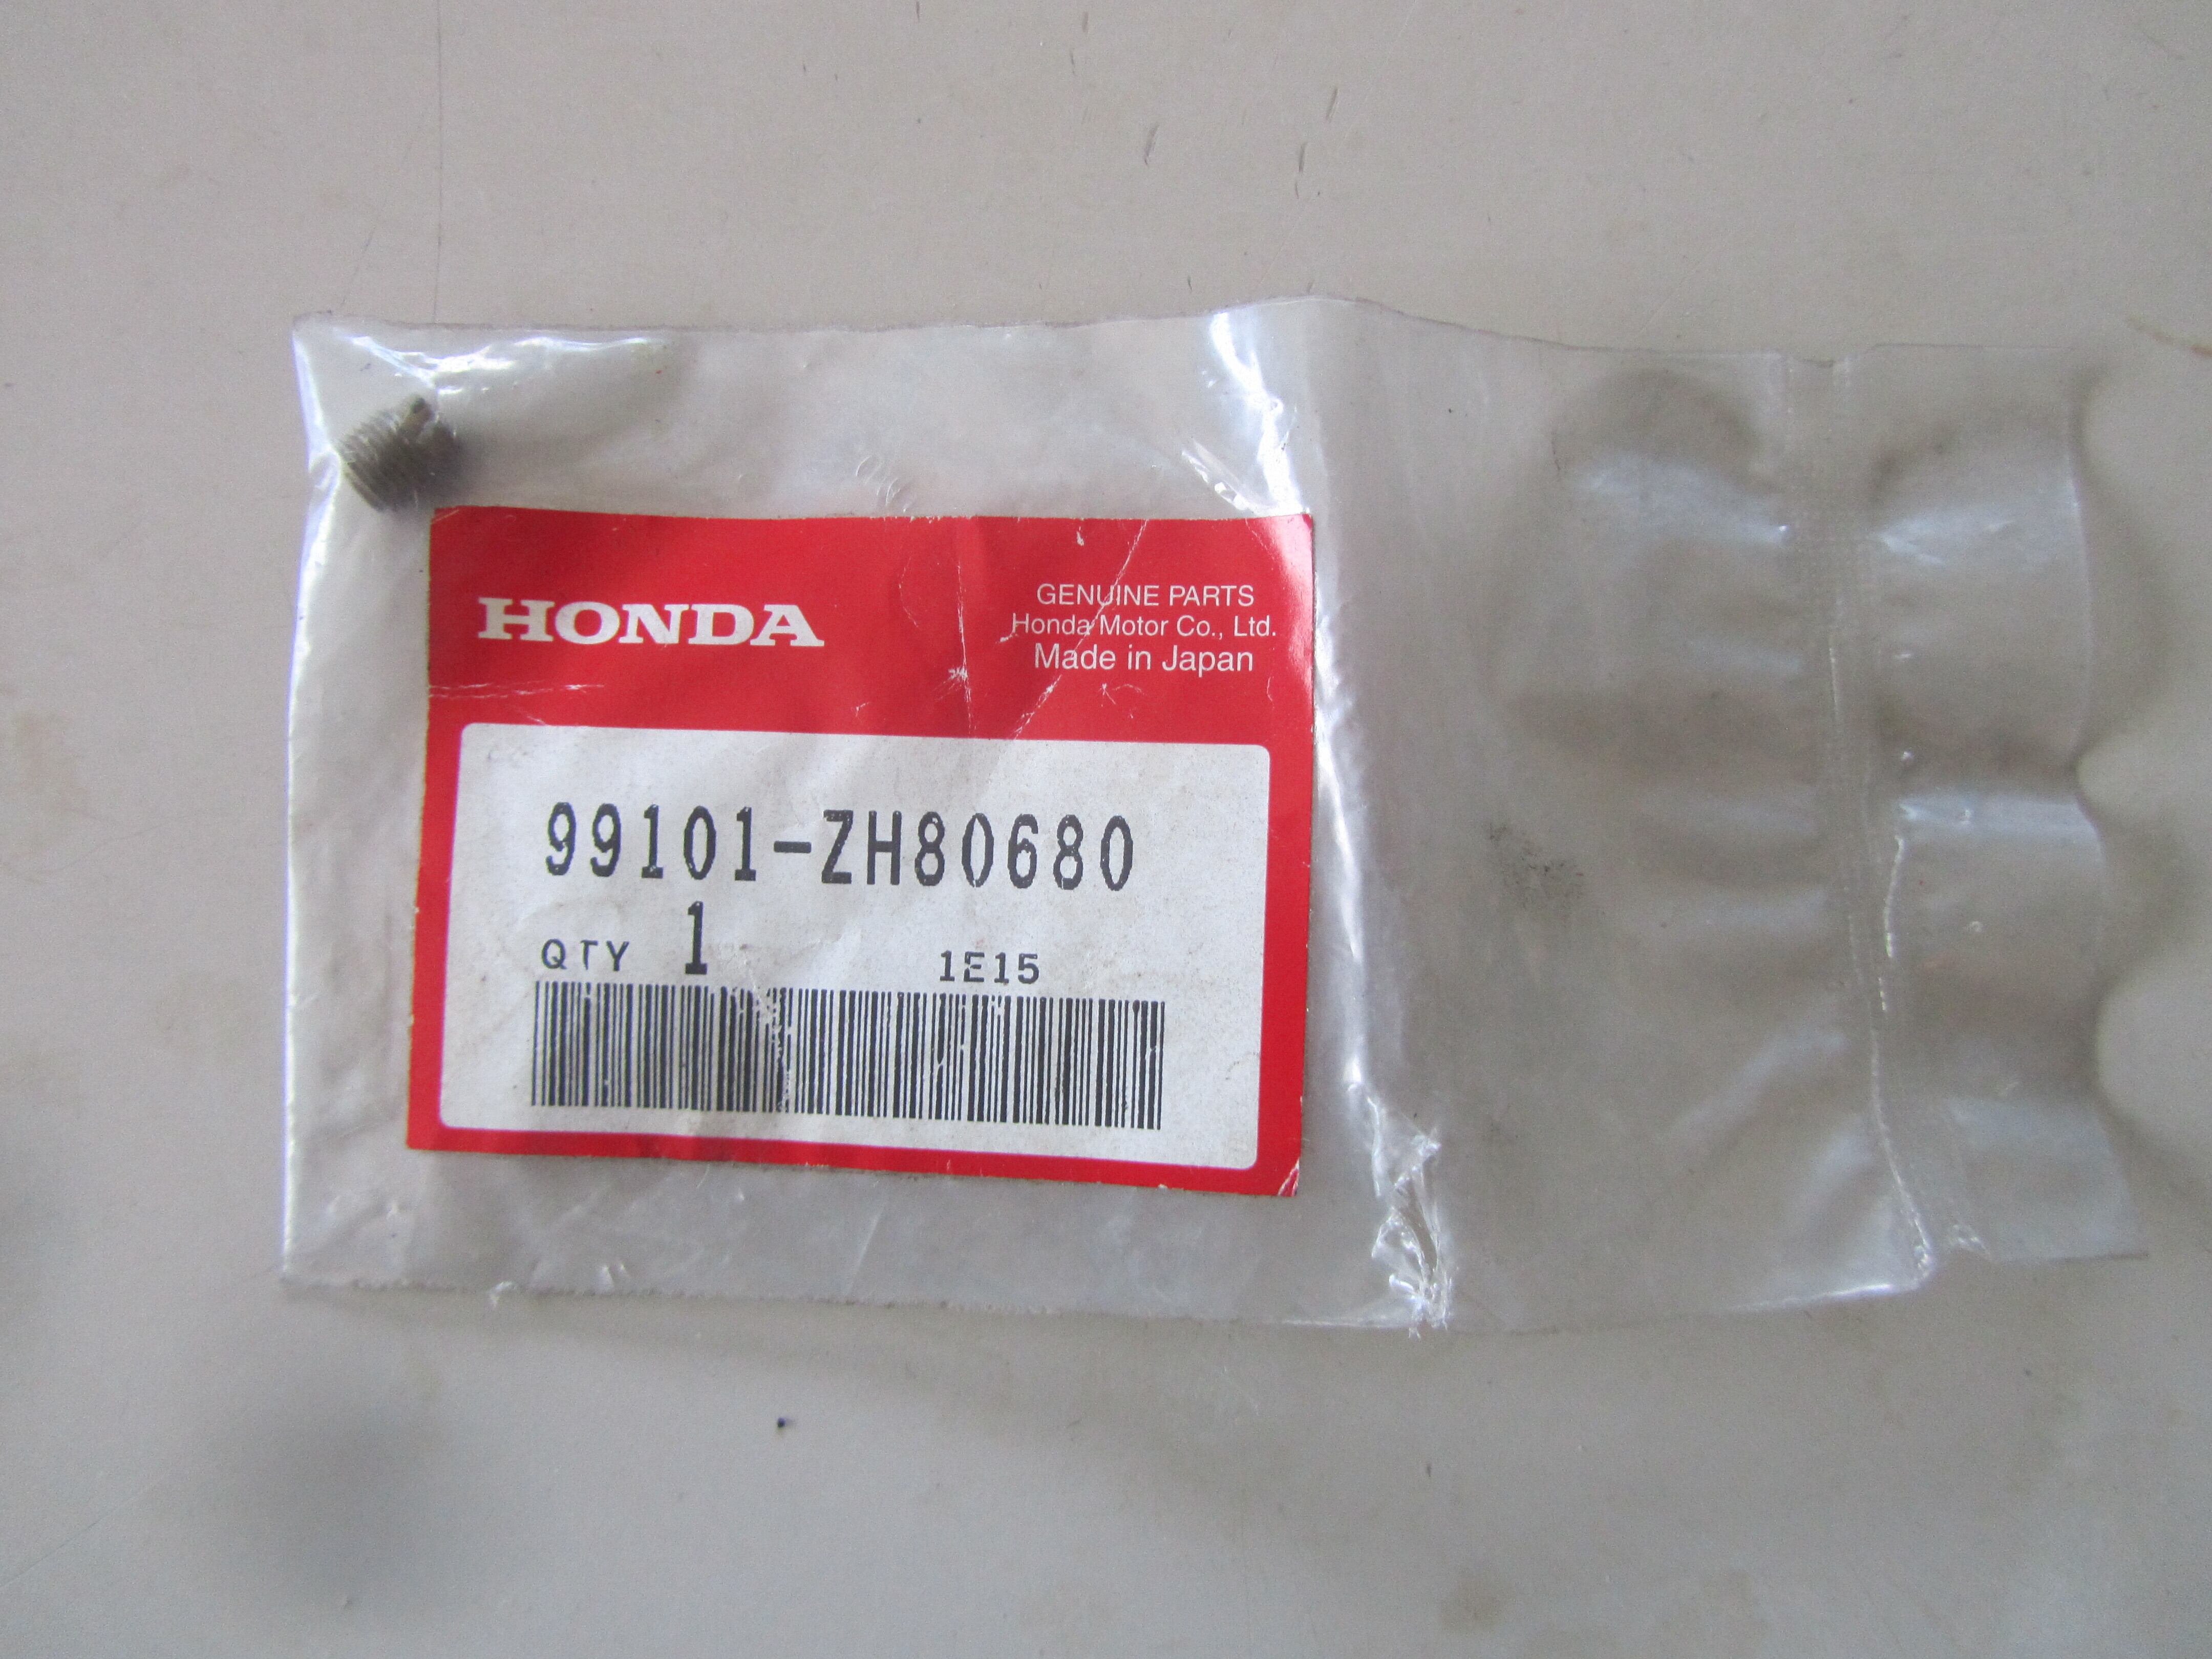 HONDA
GENUINE PARTS
Honda Motor Co., Ltd.
Made in Japan
99101-ZH80680
QTY 1 1E15